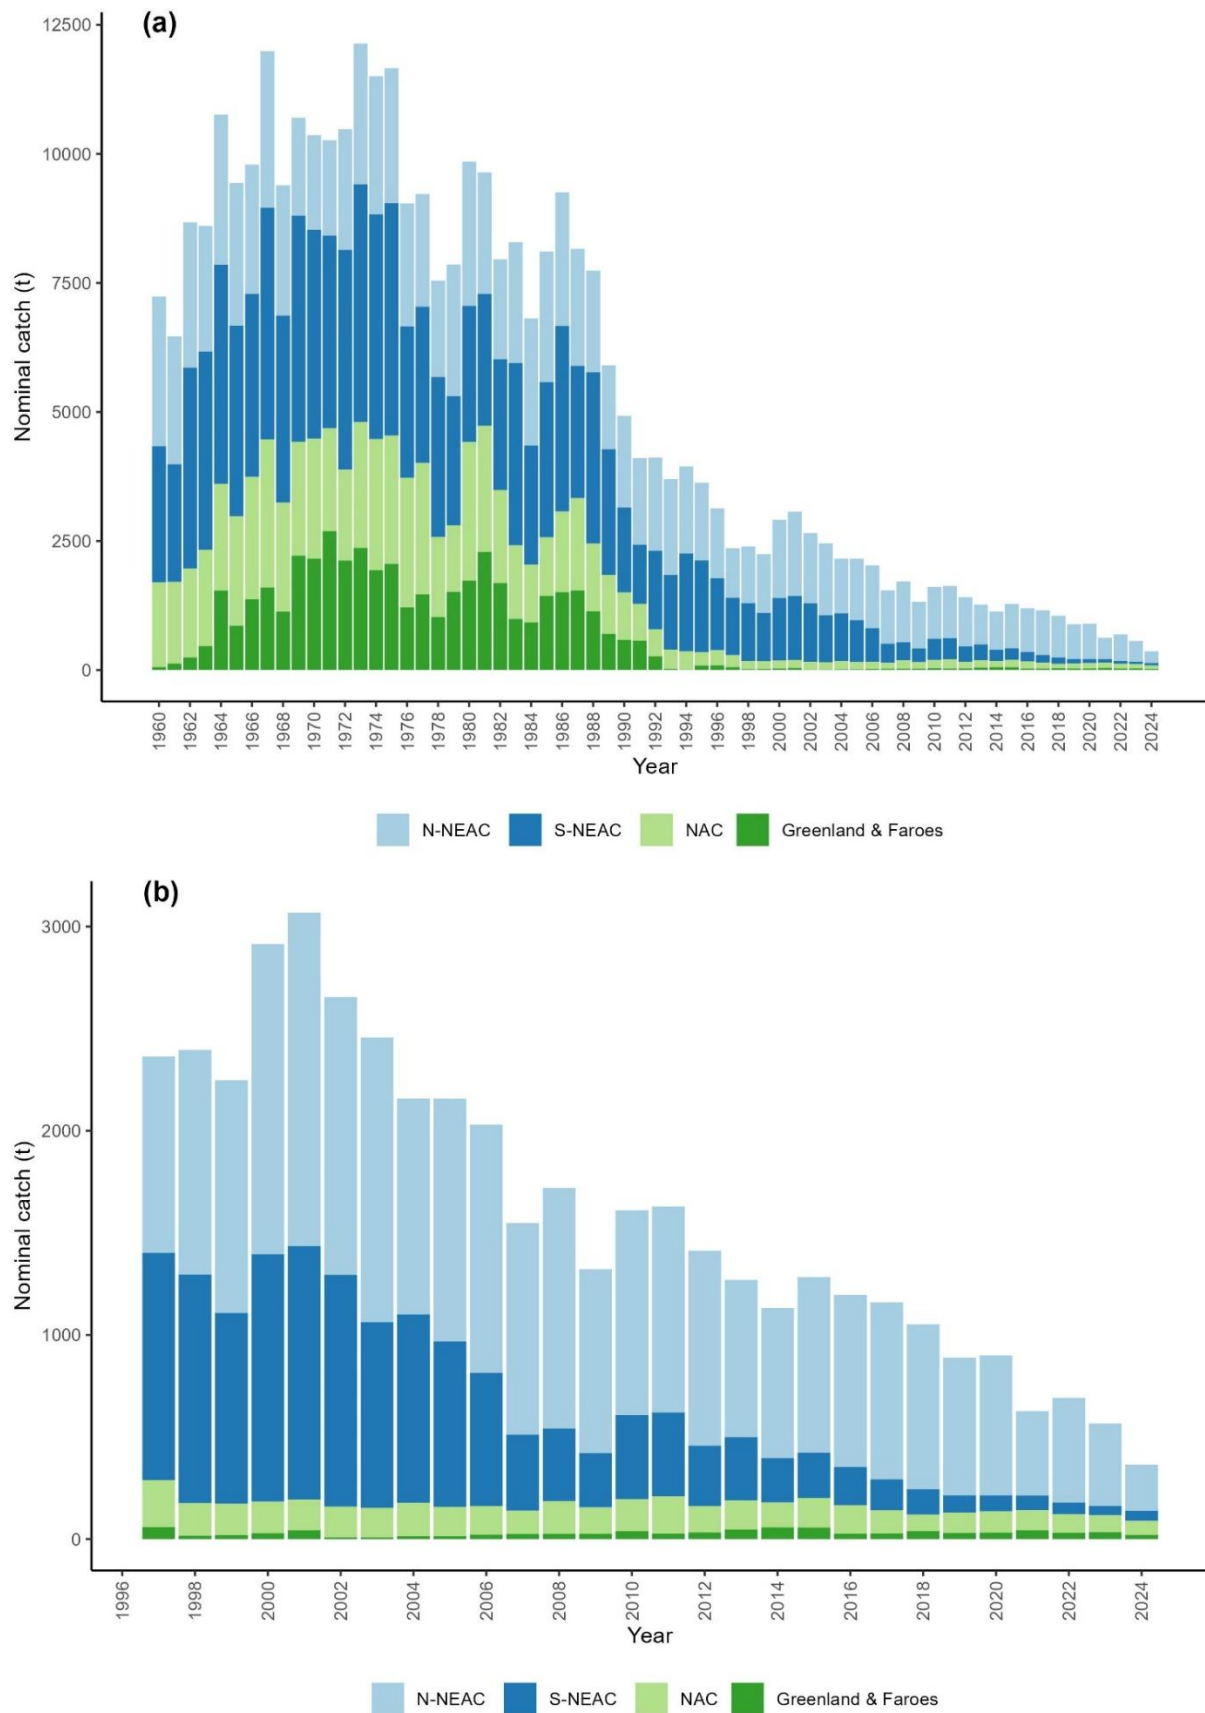 (a)
12500
10000
7500
5000
2500
0
Nominal catch (t)
1960 1962 1964 1966 1968 1970 1972 1974 1976 1978 1980 1982 1984 1986 1988 1990 1992 1994 1996 1998 2000 2002 2004 2006 2008 2010 2012 2014 2016 2018 2020 2022 2024
Year
N-NEAC S-NEAC NAC Greenland & Faroes
(b)
3000
2000
1000
0
Nominal catch (t)
1996 1998 2000 2002 2004 2006 2008 2010 2012 2014 2016 2018 2020 2022 2024
Year
N-NEAC S-NEAC NAC Greenland & Faroes